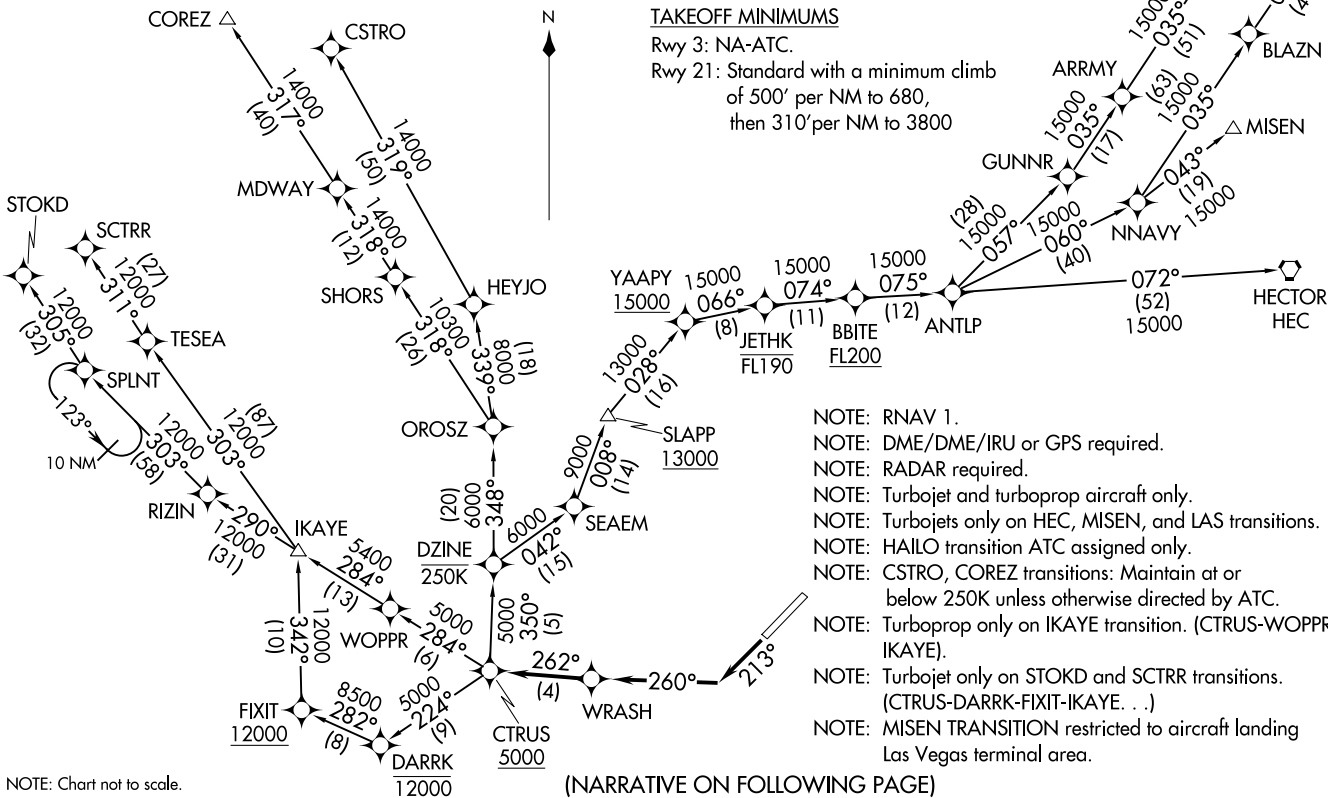 COREZ
CSTRO
N
TAKEOFF MINIMUMS
Rwy 3: NA-ATC.
Rwy 21: Standard with a minimum climb
of 500' per NM to 680,
then 310'per NM to 3800
14000
317°
(40)
14000
319°
(50)
MDWAY
14000
318°
(12)
SHORS
HEYJO
10300
318°
(26)
(18)
8000
339°
OROSZ
STOKD
SCTRR
(27)
12000
311°
12000
305°
(32)
TESEA
SPLNT
123°
10 NM
12000
303°
(58)
(87)
12000
303°
RIZIN
290°
12000
(31)
IKAYE
5400
284°
(13)
WOPPR
5000
284°
(6)
12000
342°
(10)
FIXIT
12000
8500
282°
(8)
DARRK
12000
5000
224°
(9)
CTRUS
5000
5000
350°
(5)
262°
(4)
WRASH
260°
213°
DZINE
250K
(20)
6000
348°
6000
042°
(15)
SEAEM
9000
008°
(14)
SLAPP
13000
13000
028°
(16)
YAAPY
15000
15000
066°
(8)
JETHK
FL190
15000
074°
(11)
BBITE
FL200
15000
075°
(12)
ANTLP
(28)
15000
057°
GUNNR
15000
035°
(17)
ARRMY
15000
035°
(51)
15000
060°
(40)
NNAVY
(63)
15000
035°
BLAZN
043°
(19)
15000
MISEN
072°
(52)
15000
HECTOR
HEC
NOTE: RNAV 1.
NOTE: DME/DME/IRU or GPS required.
NOTE: RADAR required.
NOTE: Turbojet and turboprop aircraft only.
NOTE: Turbojets only on HEC, MISEN, and LAS transitions.
NOTE: HAILO transition ATC assigned only.
NOTE: CSTRO, COREZ transitions: Maintain at or
below 250K unless otherwise directed by ATC.
NOTE: Turboprop only on IKAYE transition. (CTRUS-WOPPR
IKAYE).
NOTE: Turbojet only on STOKD and SCTRR transitions.
(CTRUS-DARRK-FIXIT-IKAYE. . .)
NOTE: MISEN TRANSITION restricted to aircraft landing
Las Vegas terminal area.
NOTE: Chart not to scale.
(NARRATIVE ON FOLLOWING PAGE)